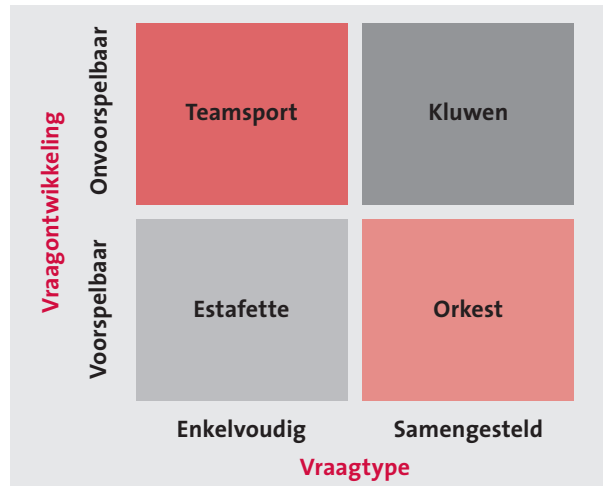 Vraagontwikkeling
Onvoorspelbaar
Teamsport
Kluwen
Voorspelbaar
Estafette
Orkest
Enkelvoudig
Samengesteld
Vraagtype